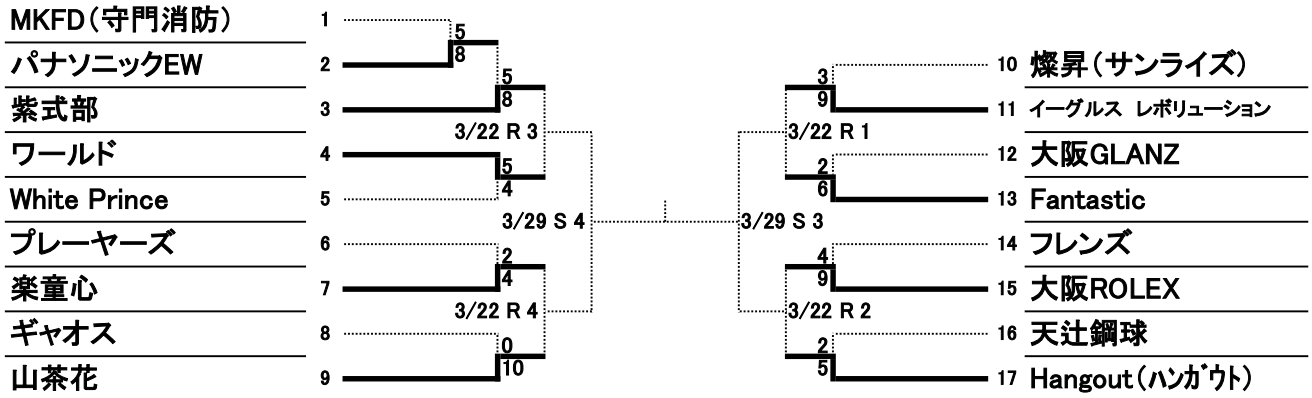 MKFD(守門消防) 1
5
パナソニックEW 2
8
紫式部 3
5
8
3/22 R 3
ワールド 4
5
White Prince 5
4
3/29 S 4
プレーヤーズ 6
2
楽童心 7
4
3/22 R 4
ギャオス 8
0
山茶花 9
10
10 燦昇(サンライズ)
3
11 イーグルス レボリューション
9
3/22 R 1
12 大阪GLANZ
2
13 Fantastic
6
3/29 S 3
14 フレンズ
4
15 大阪ROLEX
9
3/22 R 2
16 天辻鋼球
2
17 Hangout(ハンガウト)
5